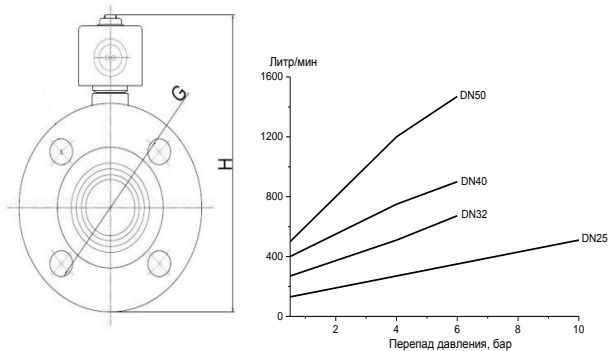 G
H
Литр/мин
1600
1200
800
400
0
DN50
DN40
DN32
DN25
2
4
6
8
10
Перепад давления, бар